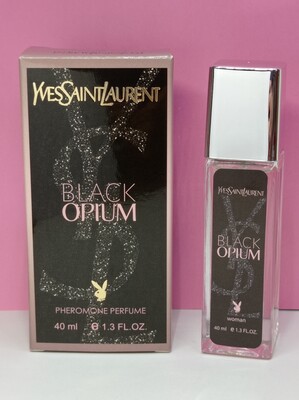 YVESSAINTLAURENT
BLACK
OPIUM
PHEROMONE PERFUME
40 ml e 1.3 FL.OZ.
YVESSAINTLAURENT
BLACK
OPIUM
woman
40 ml e 1.3 FL.OZ.